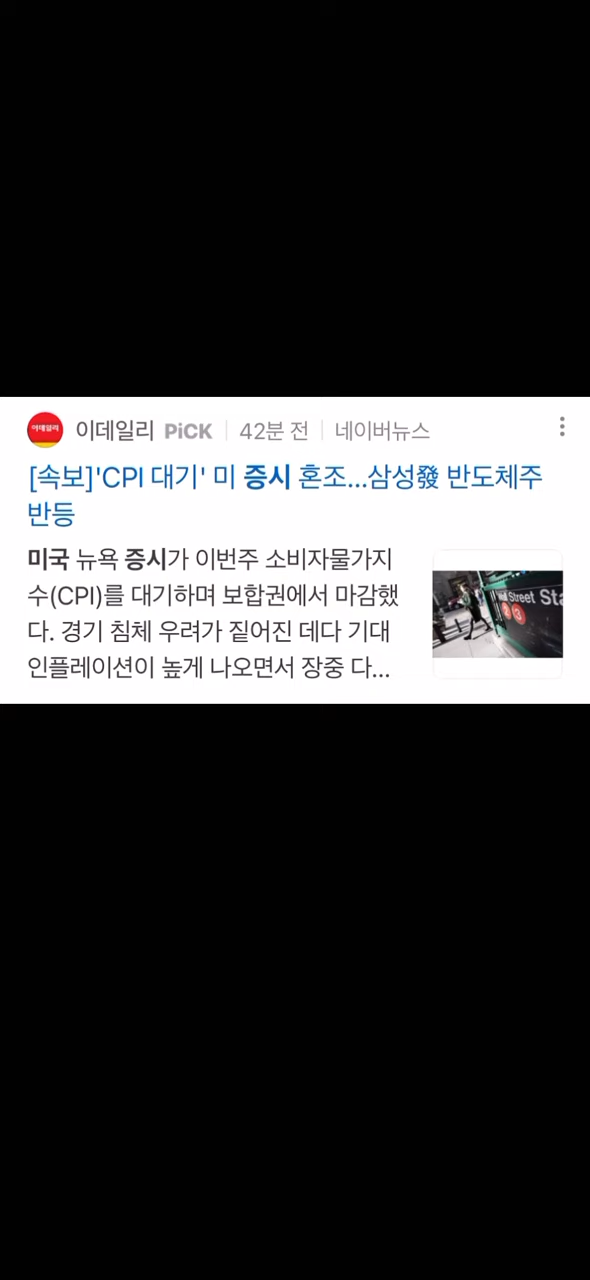 이데일리 이데일리 PiCK 42분 전 네이버뉴스
[속보]'CPI 대기' 미 증시 혼조...삼성發 반도체주
반등
미국 뉴욕 증시가 이번주 소비자물가지
수(CPI)를 대기하며 보합권에서 마감했
다. 경기 침체 우려가 짙어진 데다 기대
인플레이션이 높게 나오면서 장중 다...
Street Sta
2 3